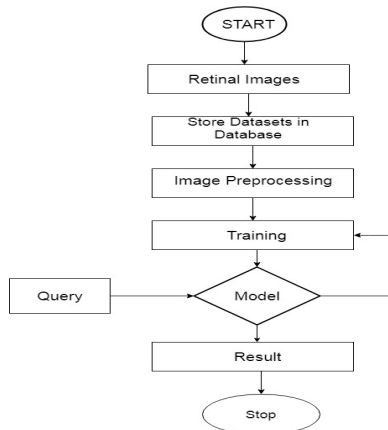 START
Retinal Images
Store Datasets in
Database
Image Preprocessing
Training
Query
Model
Result
Stop